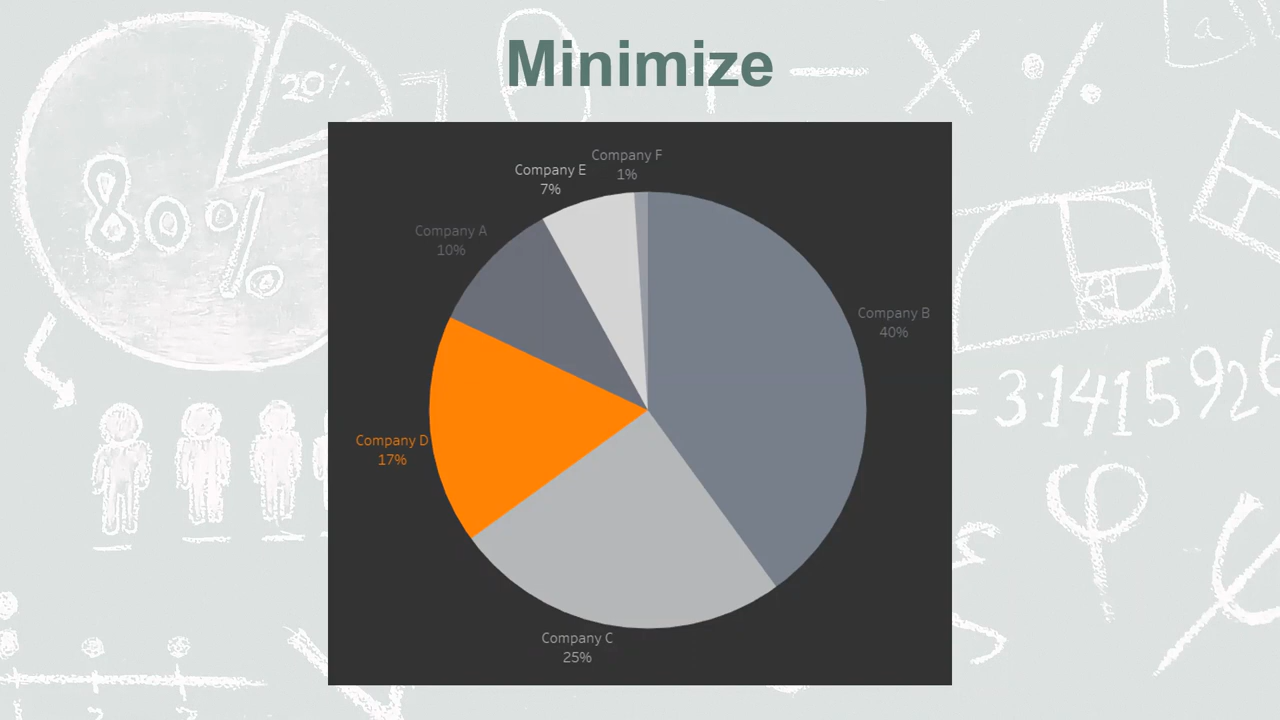 Minimize
20%
80%
Company F
1%
Company E
7%
Company A
10%
Company B
40%
Company D
17%
Company C
25%
a
= 3·1415926
φ